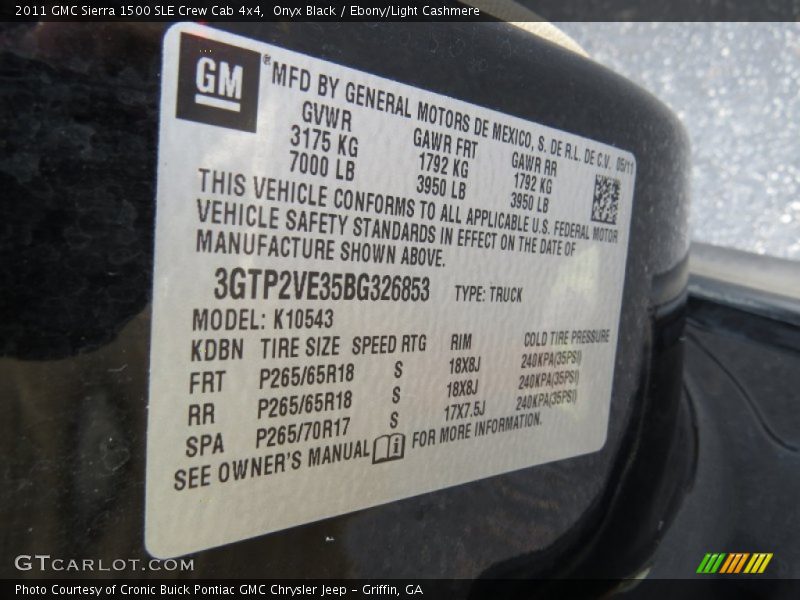 2011 GMC Sierra 1500 SLE Crew Cab 4x4,  Onyx Black / Ebony/Light Cashmere
GM ® MFD BY GENERAL MOTORS DE MEXICO, S. DE R.L. DE C.V. 05/11
GVWR GAWR FRT GAWR RR
3175 KG 1792 KG 1792 KG
7000 LB 3950 LB 3950 LB
THIS VEHICLE CONFORMS TO ALL APPLICABLE U.S. FEDERAL MOTOR
VEHICLE SAFETY STANDARDS IN EFFECT ON THE DATE OF
MANUFACTURE SHOWN ABOVE.
3GTP2VE35BG326853 TYPE: TRUCK
MODEL: K10543
KDBN TIRE SIZE SPEED RTG RIM COLD TIRE PRESSURE
FRT P265/65R18 S 18X8J 240KPA(35PSI)
RR P265/65R18 S 18X8J 240KPA(35PSI)
SPA P265/70R17 S 17X7.5J 240KPA(35PSI)
SEE OWNER'S MANUAL i FOR MORE INFORMATION.
GTCARLOT.COM
Photo Courtesy of Cronic Buick Pontiac GMC Chrysler Jeep - Griffin, GA